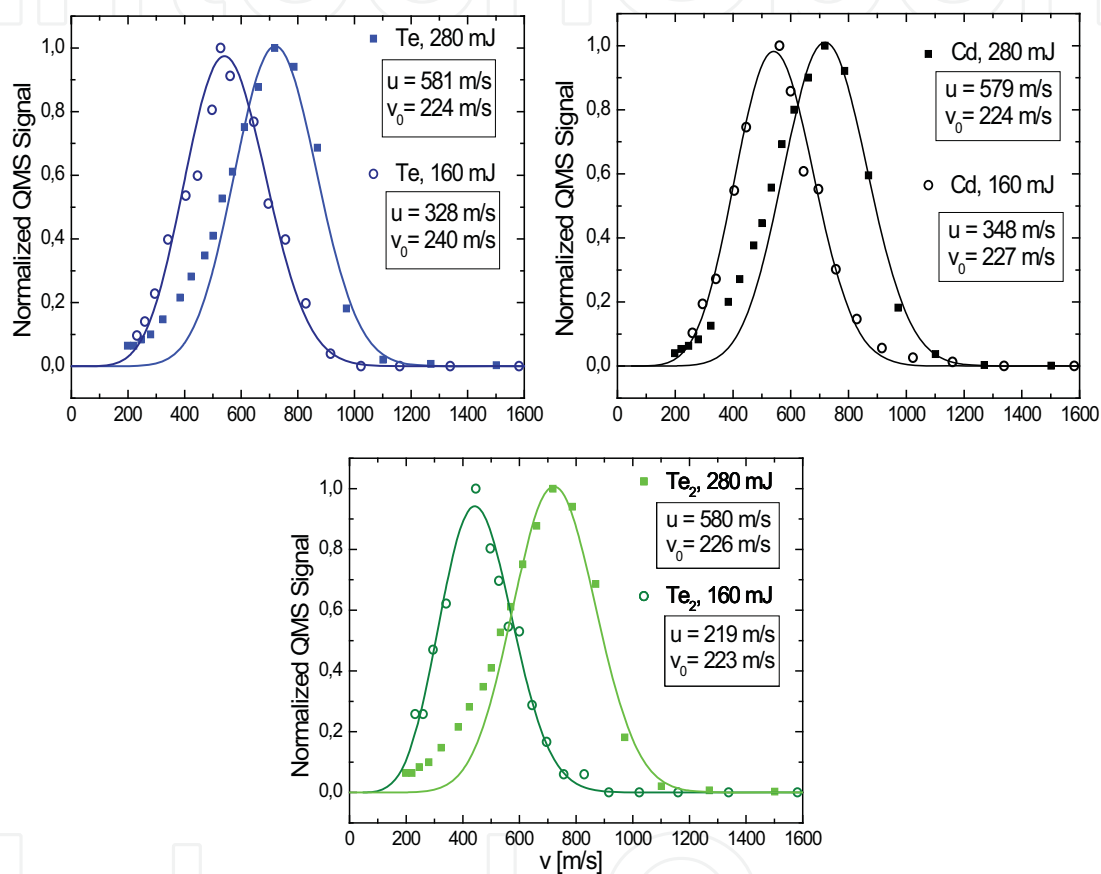 Normalized QMS Signal
1,0
0,8
0,6
0,4
0,2
0,0
0 200 400 600 800 1000 1200 1400 1600
Te, 280 mJ
u = 581 m/s
v0 = 224 m/s
Te, 160 mJ
u = 328 m/s
v0 = 240 m/s
Normalized QMS Signal
1,0
0,8
0,6
0,4
0,2
0,0
0 200 400 600 800 1000 1200 1400 1600
Cd, 280 mJ
u = 579 m/s
v0 = 224 m/s
Cd, 160 mJ
u = 348 m/s
v0 = 227 m/s
Normalized QMS Signal
1,0
0,8
0,6
0,4
0,2
0,0
0 200 400 600 800 1000 1200 1400 1600
v [m/s]
Te2, 280 mJ
u = 580 m/s
v0 = 226 m/s
Te2, 160 mJ
u = 219 m/s
v0 = 223 m/s